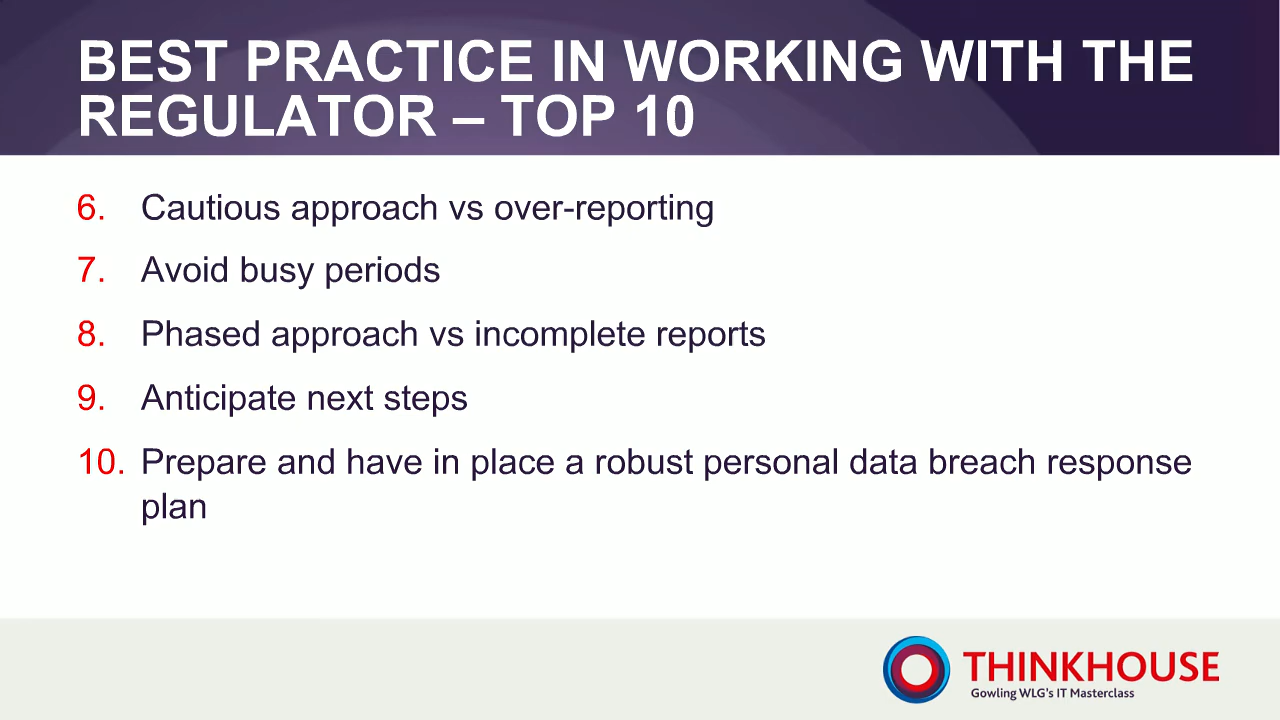 BEST PRACTICE IN WORKING WITH THE
REGULATOR – TOP 10
6. Cautious approach vs over-reporting
7. Avoid busy periods
8. Phased approach vs incomplete reports
9. Anticipate next steps
10. Prepare and have in place a robust personal data breach response
plan
THINKHOUSE
Gowling WLG's IT Masterclass